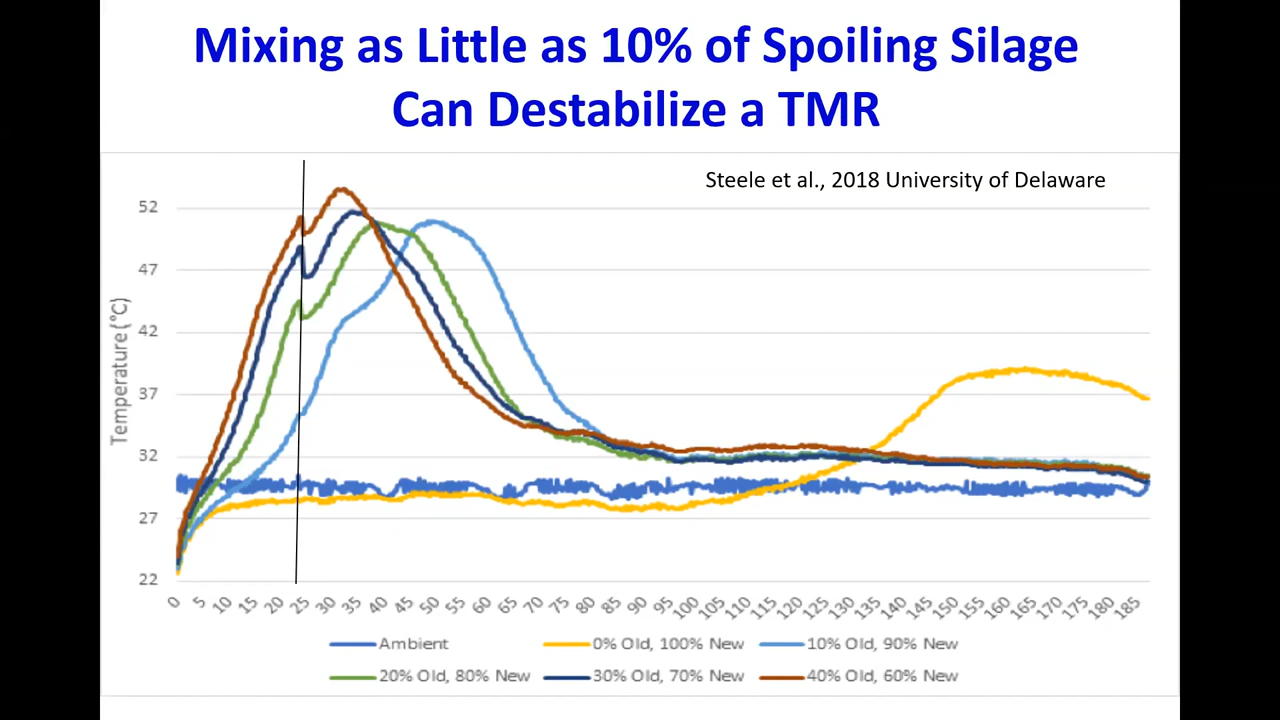 Mixing as Little as 10% of Spoiling Silage
Can Destabilize a TMR
Steele et al., 2018 University of Delaware
Temperature (°C)
52
47
42
37
32
27
22
0 5 10 15 20 25 30 35 40 45 50 55 60 65 70 75 80 85 90 95 100 105 110 115 120 125 130 135 140 145 150 155 160 165 170 175 180 185
Ambient 0% Old, 100% New 10% Old, 90% New
20% Old, 80% New 30% Old, 70% New 40% Old, 60% New